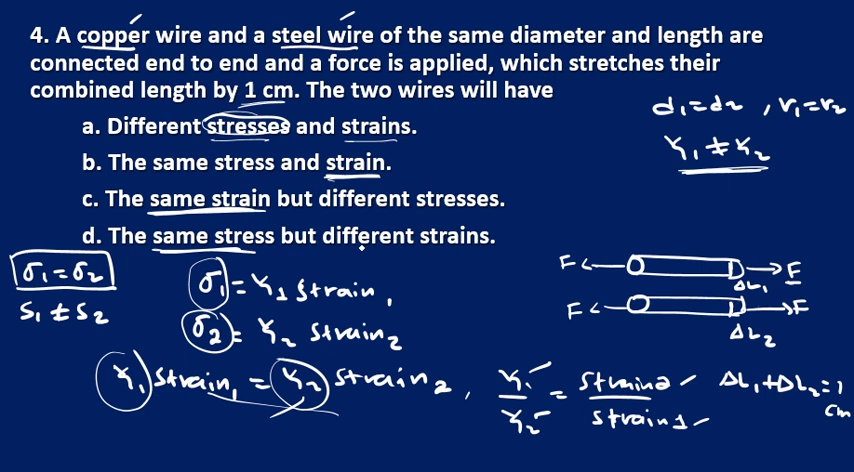 4. A copper wire and a steel wire of the same diameter and length are
connected end to end and a force is applied, which stretches their
combined length by 1 cm. The two wires will have
d₁=d₂ , r₁=r₂
a. Different stresses and strains.
Y₁≠Y₂
b. The same stress and strain.
c. The same strain but different stresses.
d. The same stress but different strains.
σ₁=σ₂
σ₁=Y₁ Strain₁
F F
ΔL₁
S₁≠S₂
σ₂= Y₂ Strain₂
F F
ΔL₂
Y₁ Strain₁ = Y₂ Strain₂ , Y₁/Y₂ = Strain2/Strain1
ΔL₁+ΔL₂=1
cm